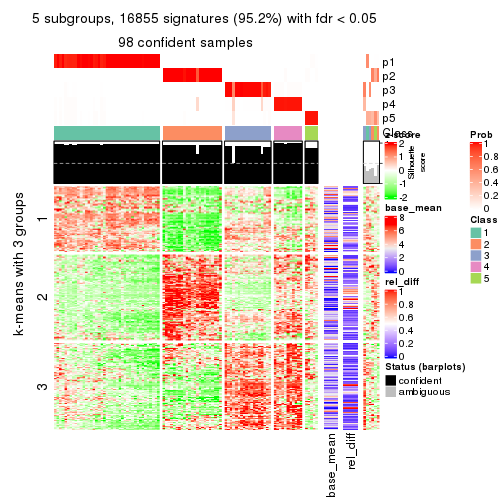 5 subgroups, 16855 signatures (95.2%) with fdr < 0.05
98 confident samples
p1
p2
p3
p4
p5
Class
Silhouette
score
k-means with 3 groups
1
2
3
base_mean
rel_diff
z-score
2
1
0
-1
-2
base_mean
8
6
4
2
0
rel_diff
1
0.8
0.6
0.4
0.2
0
Status (barplots)
confident
ambiguous
Prob
1
0.8
0.6
0.4
0.2
0
Class
1
2
3
4
5